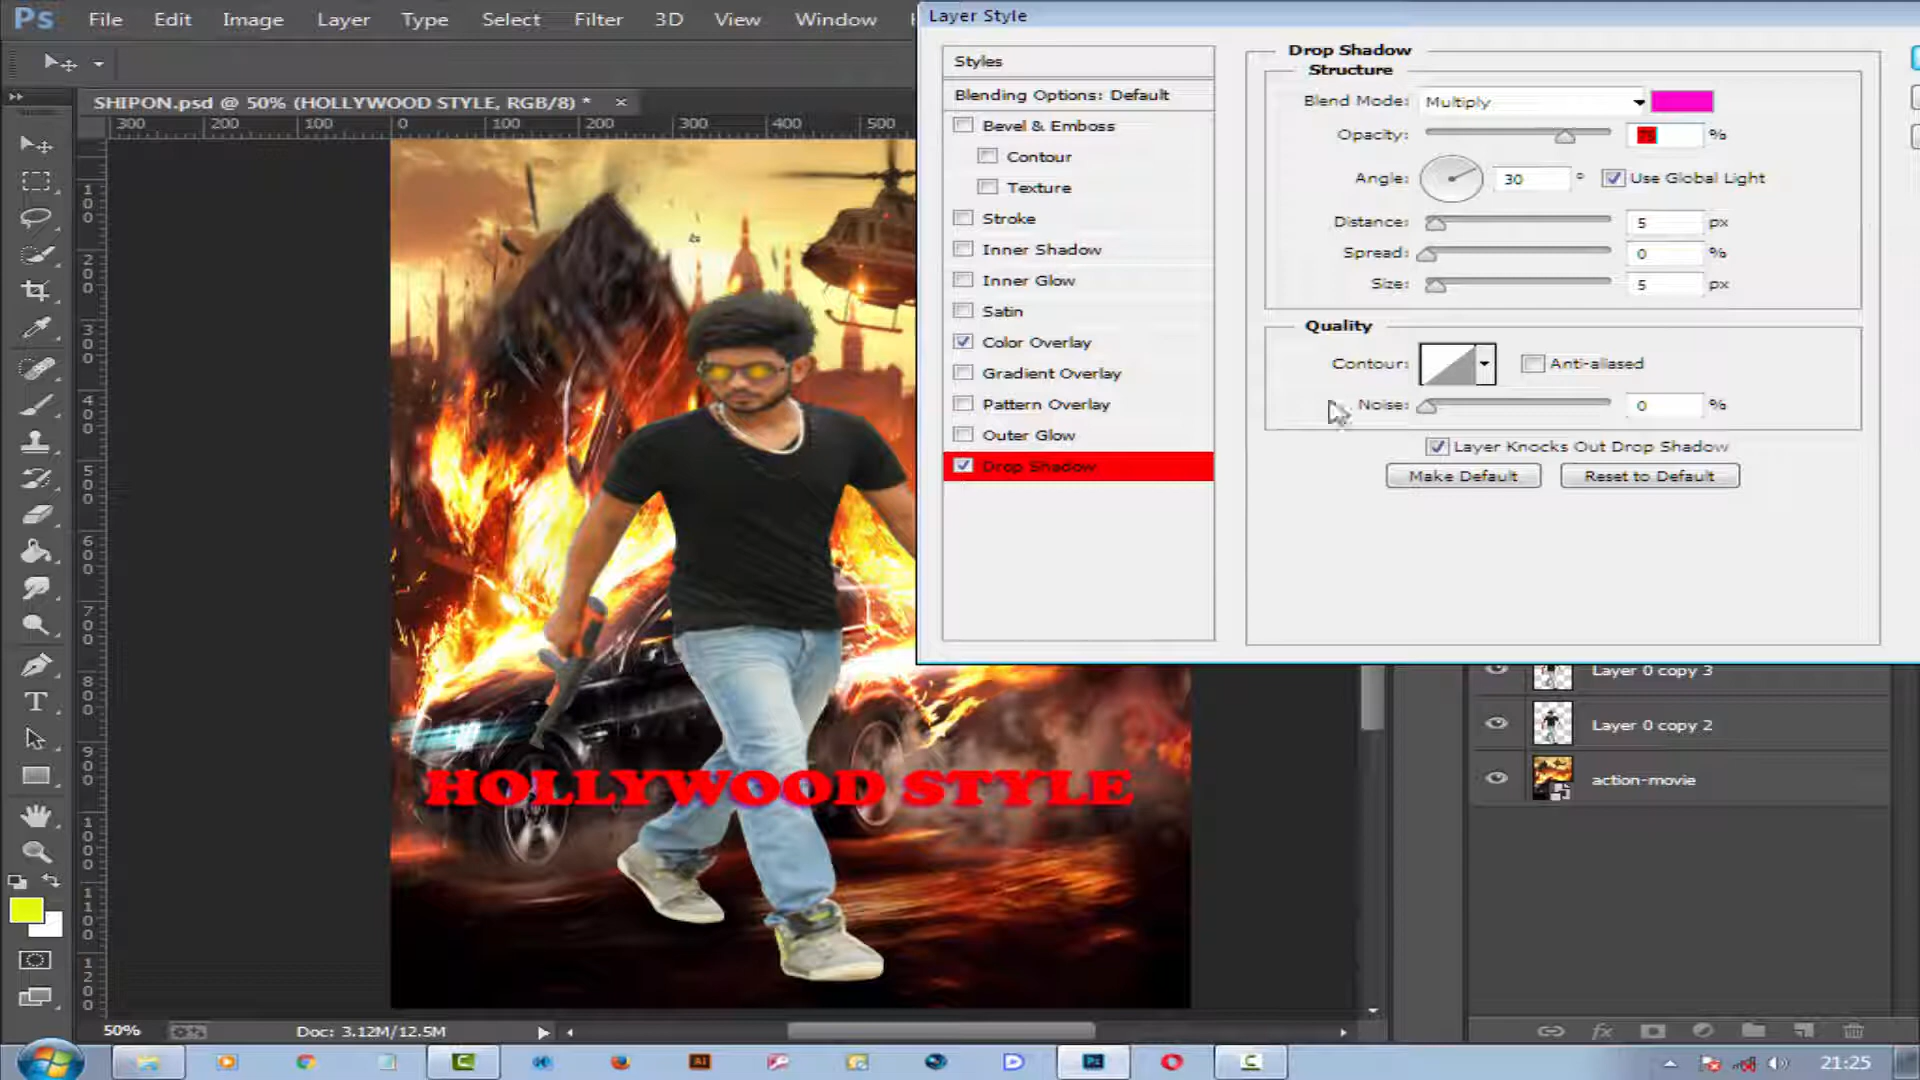 Ps File Edit Image Layer Type Select Filter 3D View Window
Layer Style
SHIPON.psd @ 50% (HOLLYWOOD STYLE, RGB/8) *
300 200 100 0 100 200 300 400 500
100
200
300
400
500
600
700
800
900
1000
1100
1200
Styles
Blending Options: Default
Bevel & Emboss
Contour
Texture
Stroke
Inner Shadow
Inner Glow
Satin
Color Overlay
Gradient Overlay
Pattern Overlay
Outer Glow
Drop Shadow
Drop Shadow
Structure
Blend Mode: Multiply
Opacity: 75 %
Angle: 30 ° Use Global Light
Distance: 5 px
Spread: 0 %
Size: 5 px
Quality
Contour: Anti-aliased
Noise: 0 %
Layer Knocks Out Drop Shadow
Make Default Reset to Default
HOLLYWOOD STYLE
Layer 0 copy 3
Layer 0 copy 2
action-movie
50% Doc: 3.12M/12.5M
fx
Ai
Ps
21:25